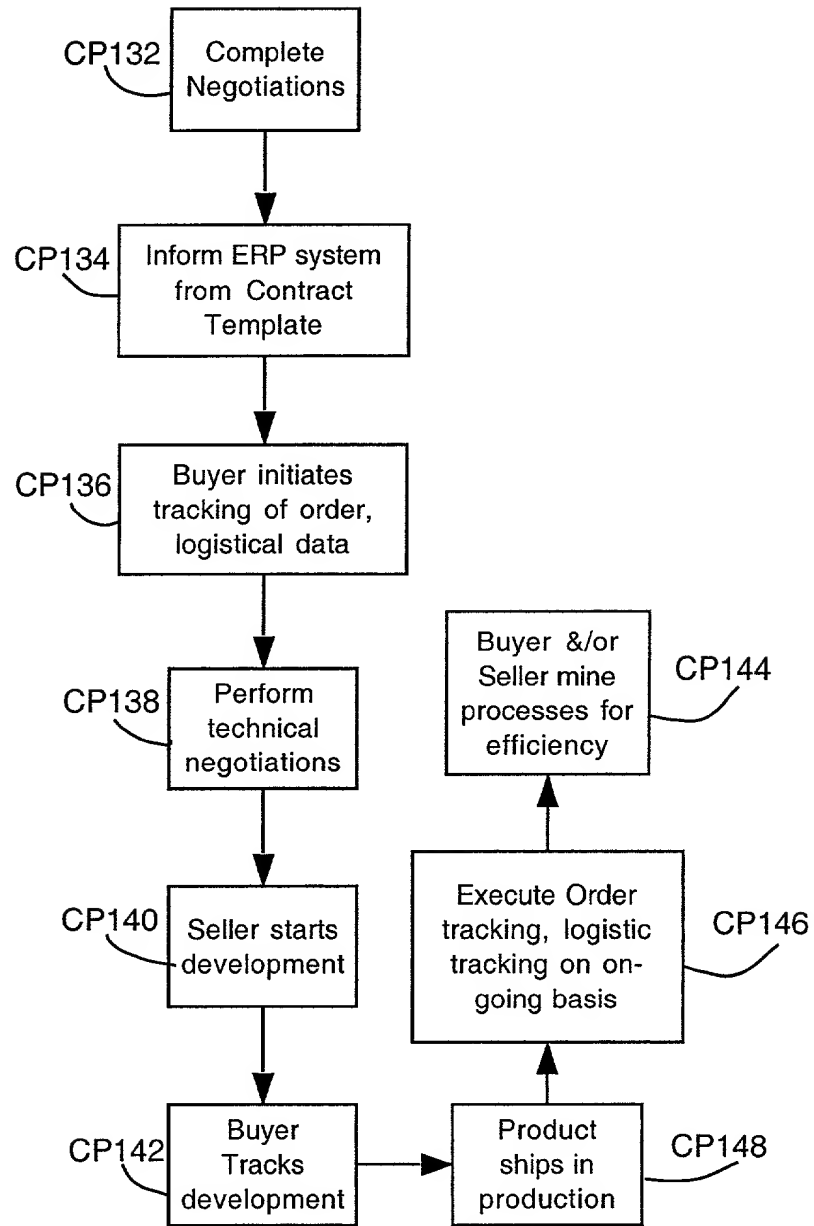 CP132
Complete
Negotiations
CP134
Inform ERP system
from Contract
Template
CP136
Buyer initiates
tracking of order,
logistical data
CP138
Perform
technical
negotiations
CP140
Seller starts
development
CP142
Buyer
Tracks
development
Product
ships in
production
CP148
Execute Order
tracking, logistic
tracking on on-
going basis
CP146
Buyer &/or
Seller mine
processes for
efficiency
CP144